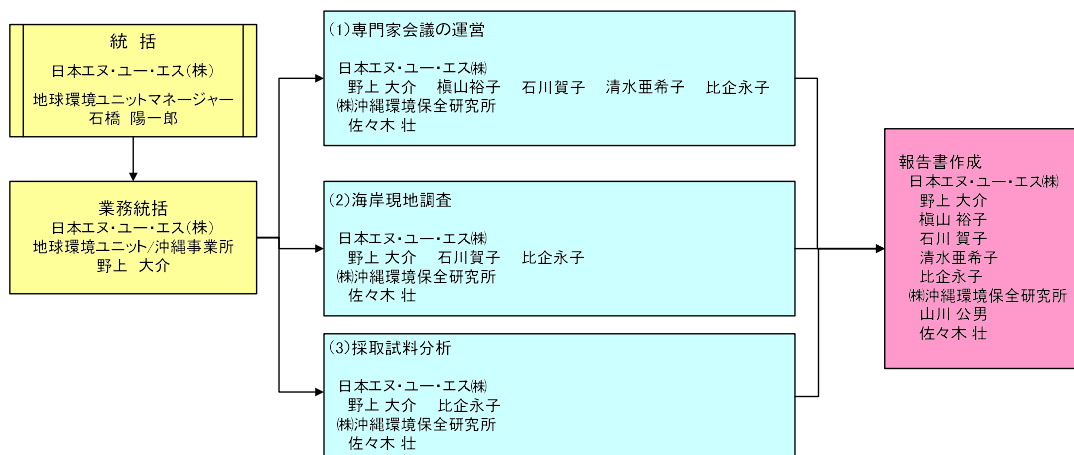 統 括
日本エヌ・ユー・エス(株)
地球環境ユニットマネージャー
石橋 陽一郎
業務統括
日本エヌ・ユー・エス(株)
地球環境ユニット/沖縄事業所
野上 大介
(1)専門家会議の運営
日本エヌ・ユー・エス㈱
野上 大介 槇山裕子 石川賀子 清水亜希子 比企永子
㈱沖縄環境保全研究所
佐々木 壮
(2)海岸現地調査
日本エヌ・ユー・エス㈱
野上 大介 石川賀子 比企永子
㈱沖縄環境保全研究所
佐々木 壮
(3)採取試料分析
日本エヌ・ユー・エス㈱
野上 大介 比企永子
㈱沖縄環境保全研究所
佐々木 壮
報告書作成
日本エヌ・ユー・エス㈱
野上 大介
槇山 裕子
石川 賀子
清水亜希子
比企永子
㈱沖縄環境保全研究所
山川 公男
佐々木 壮